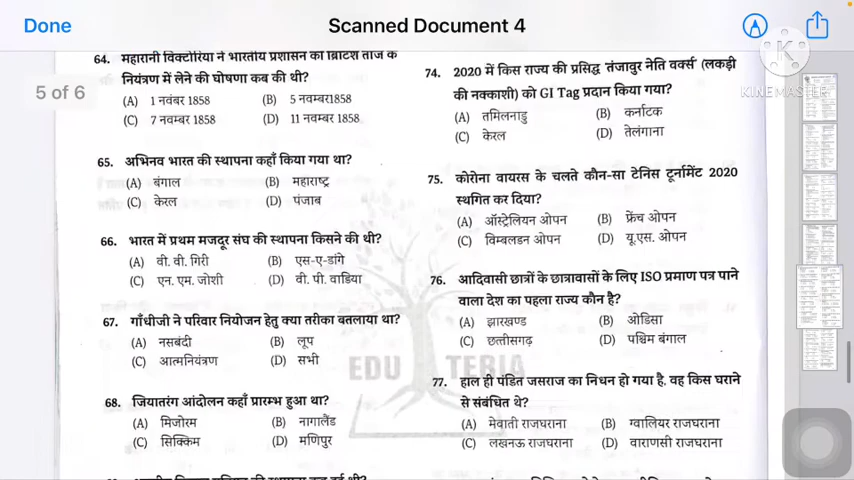 Done
Scanned Document 4
KINEMASTER
5 of 6
64. महारानी विक्टोरिया ने भारतीय प्रशासन को ब्रिटिश ताज के
नियंत्रण में लेने की घोषणा कब की थी?
(A) 1 नवंबर 1858 (B) 5 नवम्बर1858
(C) 7 नवम्बर 1858 (D) 11 नवम्बर 1858
65. अभिनव भारत की स्थापना कहाँ किया गया था?
(A) बंगाल (B) महाराष्ट्र
(C) केरल (D) पंजाब
66. भारत में प्रथम मजदूर संघ की स्थापना किसने की थी?
(A) वी. वी. गिरी (B) एस-ए-डांगे
(C) एन. एम. जोशी (D) वी. पी. वाडिया
67. गाँधीजी ने परिवार नियोजन हेतु क्या तरीका बतलाया था?
(A) नसबंदी (B) लूप
(C) आत्मनियंत्रण (D) सभी
68. जियातरंग आंदोलन कहाँ प्रारम्भ हुआ था?
(A) मिजोरम (B) नागालैंड
(C) सिक्किम (D) मणिपुर
74. 2020 में किस राज्य की प्रसिद्ध 'तंजावुर नेति वर्क्स' (लकड़ी
की नक्काशी) को GI Tag प्रदान किया गया?
(A) तमिलनाडु (B) कर्नाटक
(C) केरल (D) तेलंगाना
75. कोरोना वायरस के चलते कौन-सा टेनिस टूर्नामेंट 2020
स्थगित कर दिया?
(A) ऑस्ट्रेलियन ओपन (B) फ्रेंच ओपन
(C) विम्बलडन ओपन (D) यू.एस. ओपन
76. आदिवासी छात्रों के छात्रावासों के लिए ISO प्रमाण पत्र पाने
वाला देश का पहला राज्य कौन है?
(A) झारखण्ड (B) ओडिसा
(C) छत्तीसगढ़ (D) पश्चिम बंगाल
77. हाल ही पंडित जसराज का निधन हो गया है. वह किस घराने
से संबंधित थे?
(A) मेवाती राजघराना (B) ग्वालियर राजघराना
(C) लखनऊ राजघराना (D) वाराणसी राजघराना
EDU TERIA